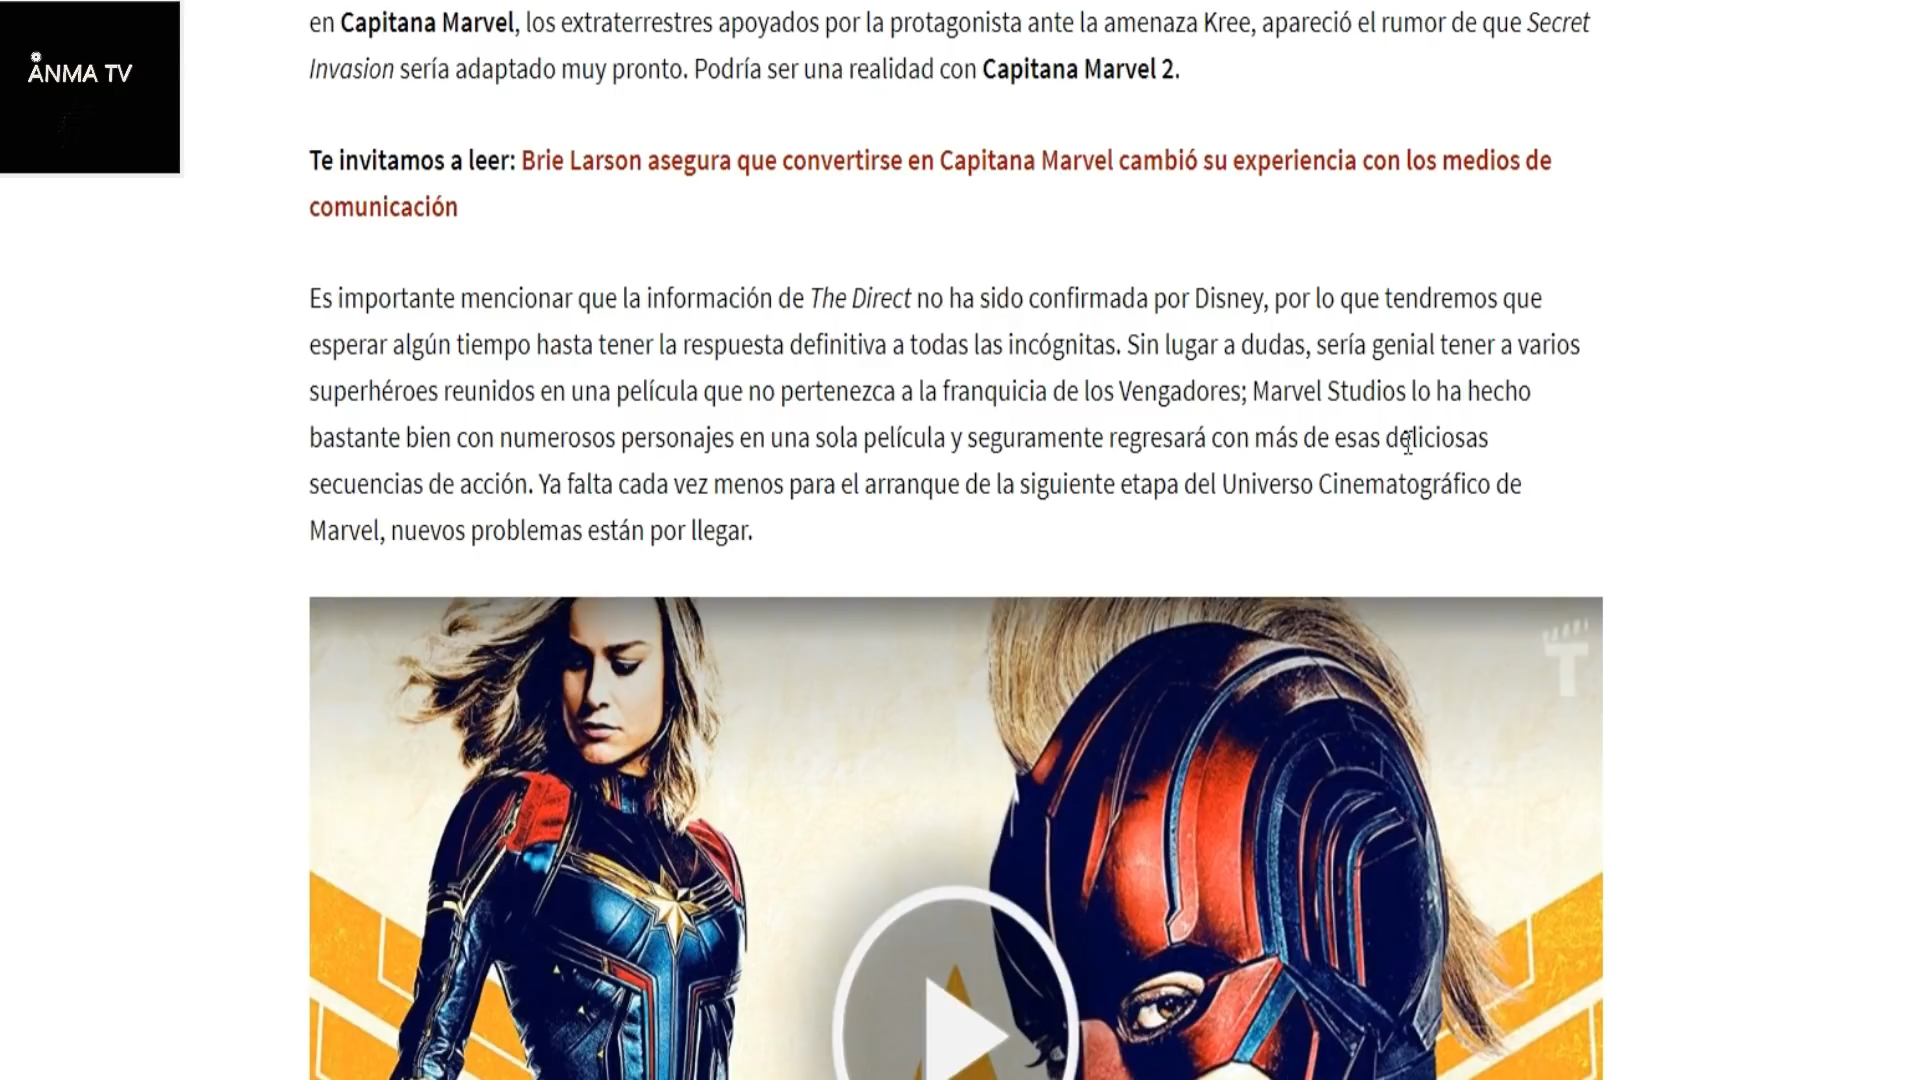 ANMA TV
en Capitana Marvel, los extraterrestres apoyados por la protagonista ante la amenaza Kree, apareció el rumor de que Secret
Invasion sería adaptado muy pronto. Podría ser una realidad con Capitana Marvel 2.
Te invitamos a leer: Brie Larson asegura que convertirse en Capitana Marvel cambió su experiencia con los medios de
comunicación
Es importante mencionar que la información de The Direct no ha sido confirmada por Disney, por lo que tendremos que
esperar algún tiempo hasta tener la respuesta definitiva a todas las incógnitas. Sin lugar a dudas, sería genial tener a varios
superhéroes reunidos en una película que no pertenezca a la franquicia de los Vengadores; Marvel Studios lo ha hecho
bastante bien con numerosos personajes en una sola película y seguramente regresará con más de esas deliciosas
secuencias de acción. Ya falta cada vez menos para el arranque de la siguiente etapa del Universo Cinematográfico de
Marvel, nuevos problemas están por llegar.